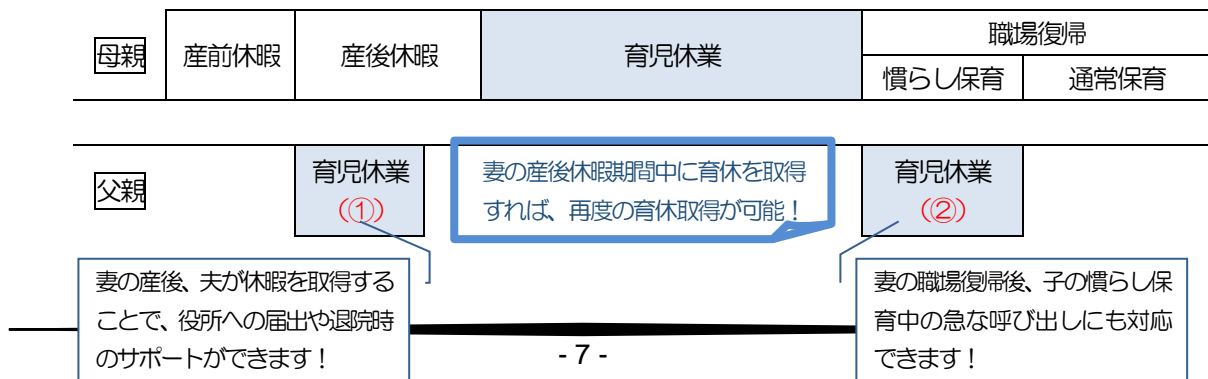 母親
産前休暇
産後休暇
育児休業
職場復帰
慣らし保育
通常保育
父親
育児休業
（①）
妻の産後休暇期間中に育休を取得
すれば、再度の育休取得が可能！
育児休業
（②）
妻の産後、夫が休暇を取得する
ことで、役所への届出や退院時
のサポートができます！
妻の職場復帰後、子の慣らし保
育中の急な呼び出しにも対応
できます！
- 7 -